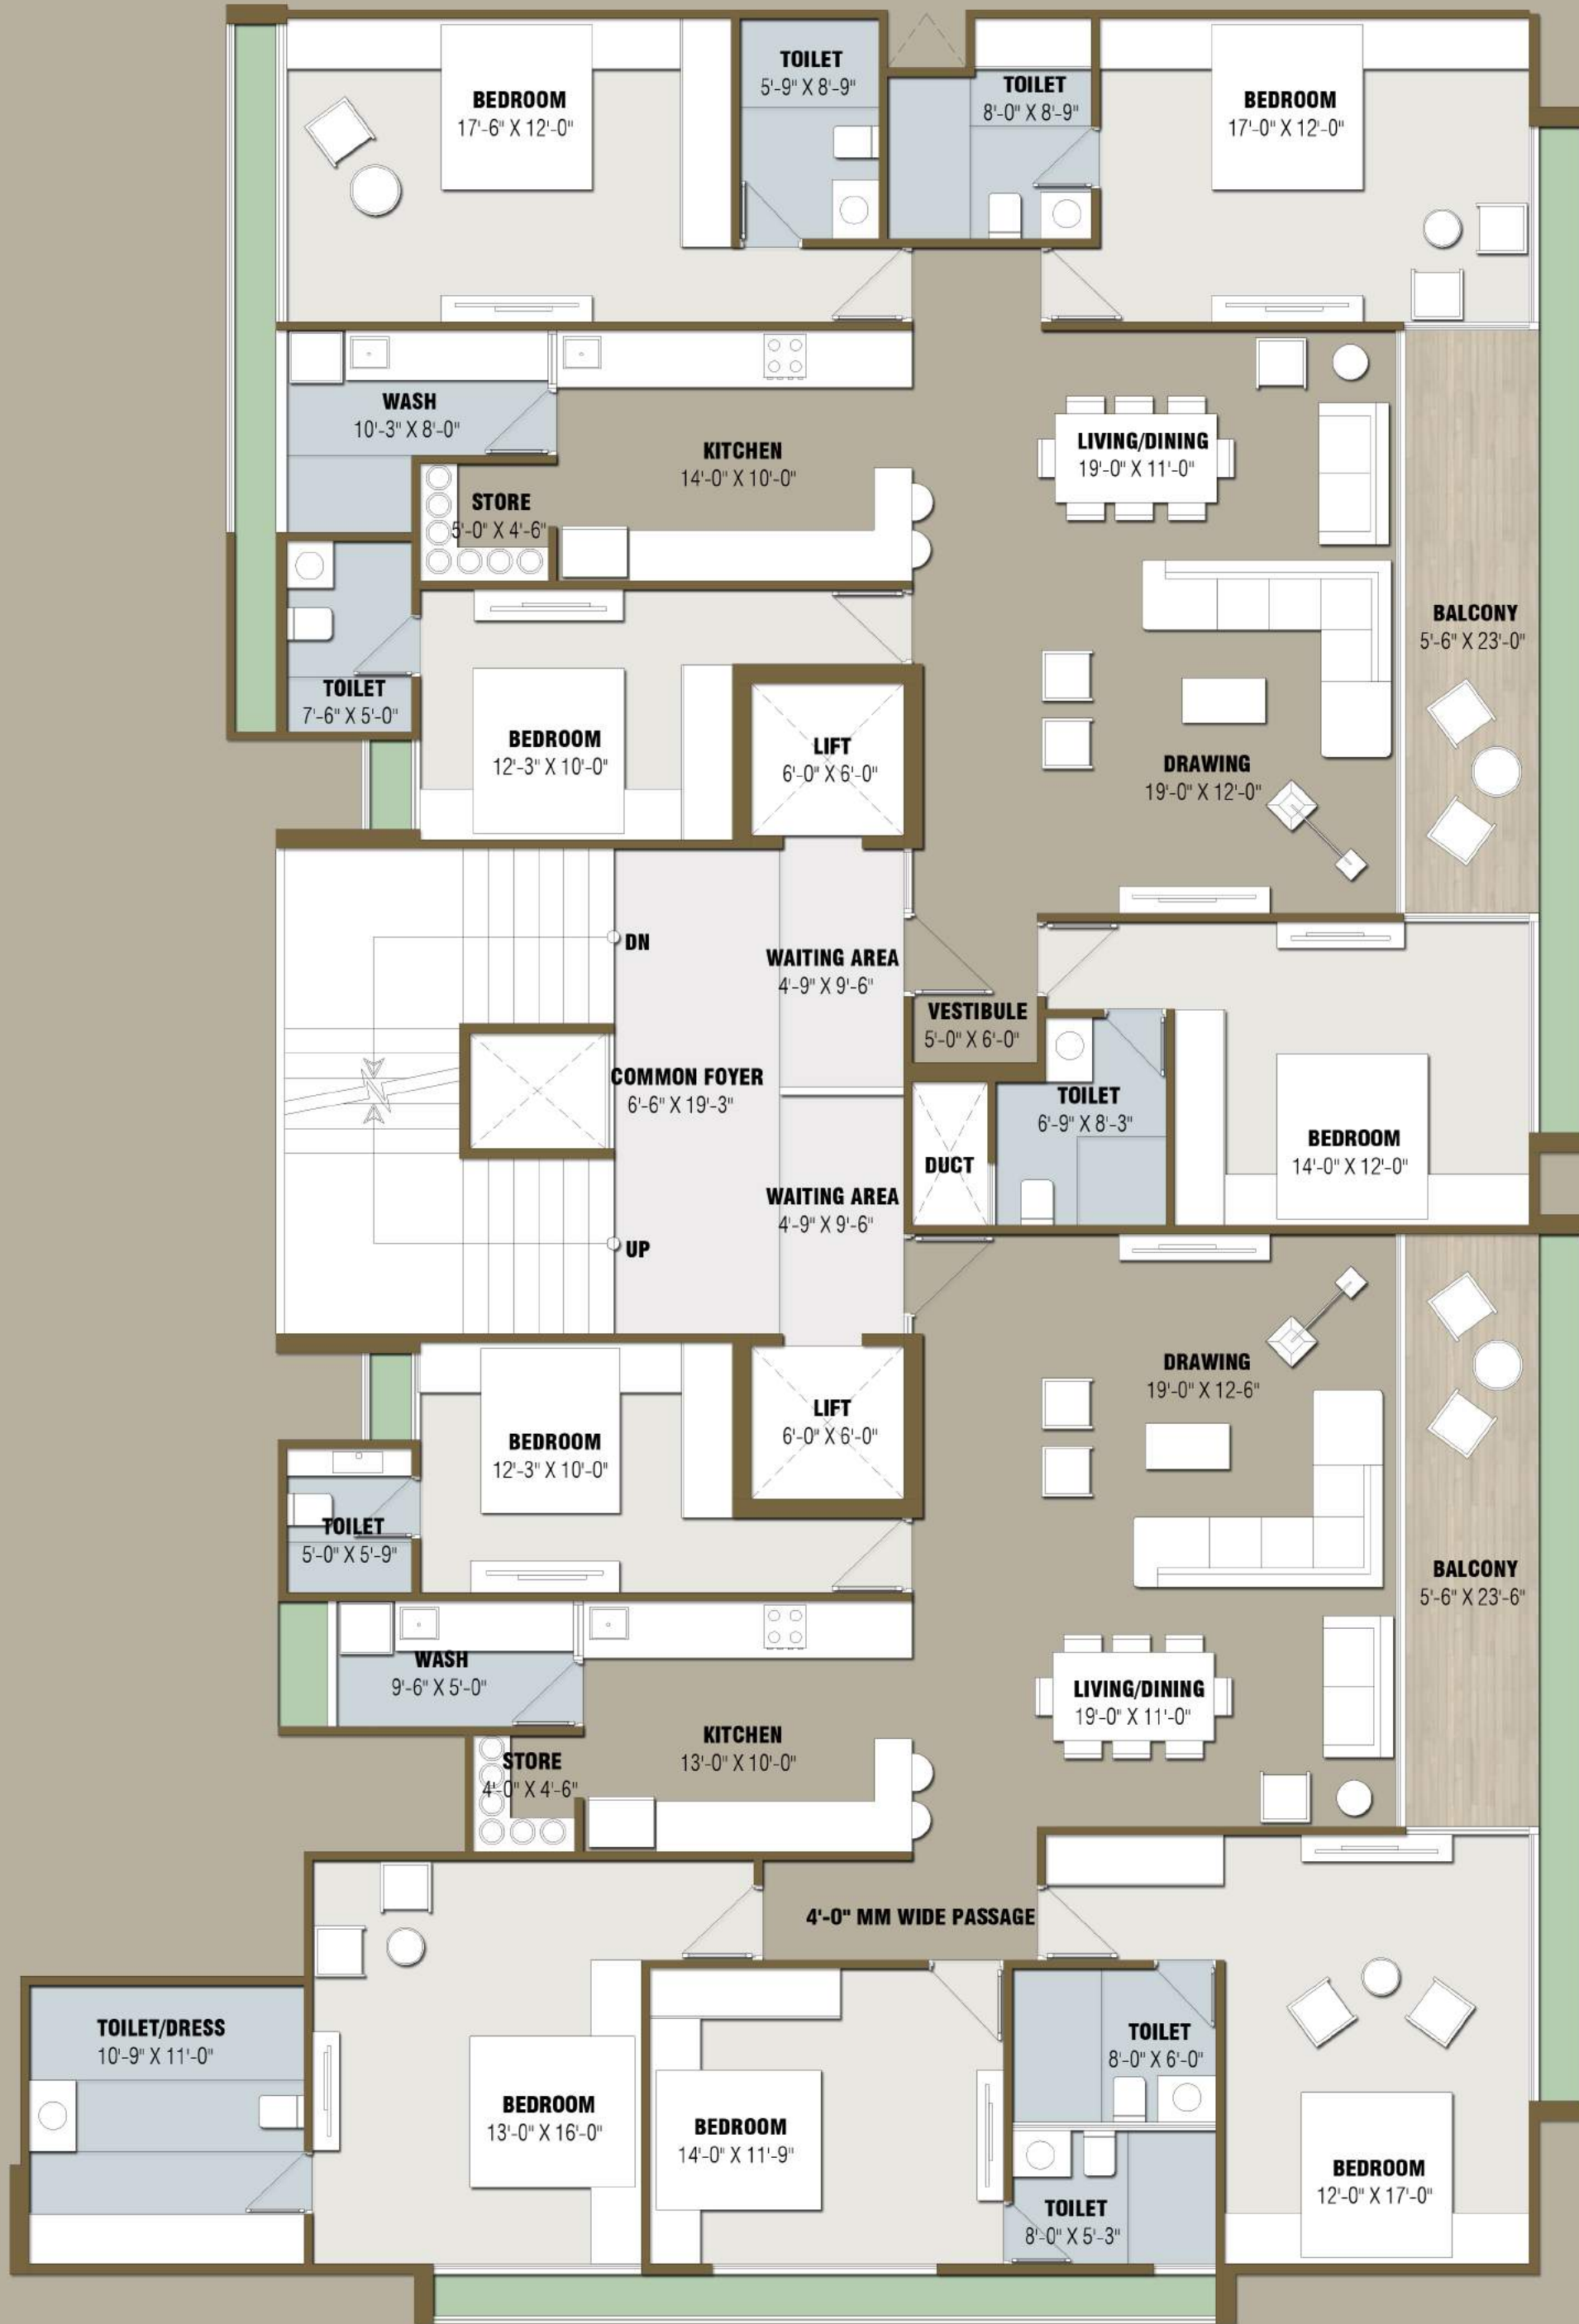 BEDROOM
17'-6" X 12'-0"
TOILET
5'-9" X 8'-9"
TOILET
8'-0" X 8'-9"
BEDROOM
17'-0" X 12'-0"
WASH
10'-3" X 8'-0"
KITCHEN
14'-0" X 10'-0"
LIVING/DINING
19'-0" X 11'-0"
STORE
5'-0" X 4'-6"
BALCONY
5'-6" X 23'-0"
TOILET
7'-6" X 5'-0"
BEDROOM
12'-3" X 10'-0"
LIFT
6'-0" X 6'-0"
DRAWING
19'-0" X 12'-0"
DN
WAITING AREA
4'-9" X 9'-6"
VESTIBULE
5'-0" X 6'-0"
COMMON FOYER
6'-6" X 19'-3"
TOILET
6'-9" X 8'-3"
DUCT
BEDROOM
14'-0" X 12'-0"
WAITING AREA
4'-9" X 9'-6"
UP
DRAWING
19'-0" X 12-6"
LIFT
6'-0" X 6'-0"
BEDROOM
12'-3" X 10'-0"
TOILET
5'-0" X 5'-9"
BALCONY
5'-6" X 23'-6"
WASH
9'-6" X 5'-0"
LIVING/DINING
19'-0" X 11'-0"
KITCHEN
13'-0" X 10'-0"
STORE
4'-0" X 4'-6"
4'-0" MM WIDE PASSAGE
TOILET/DRESS
10'-9" X 11'-0"
TOILET
8'-0" X 6'-0"
BEDROOM
13'-0" X 16'-0"
BEDROOM
14'-0" X 11'-9"
BEDROOM
12'-0" X 17'-0"
TOILET
8'-0" X 5'-3"